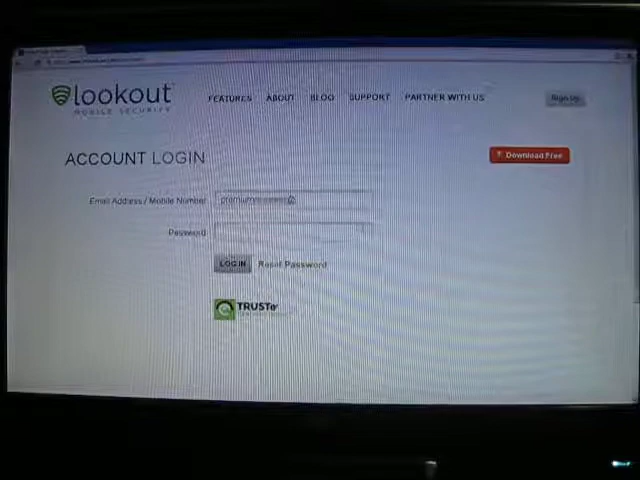 lookout
MOBILE SECURITY
FEATURES ABOUT BLOG SUPPORT PARTNER WITH US Sign Up
ACCOUNT LOGIN
Download Free
Email Address / Mobile Number
Password
LOG IN Reset Password
TRUSTe